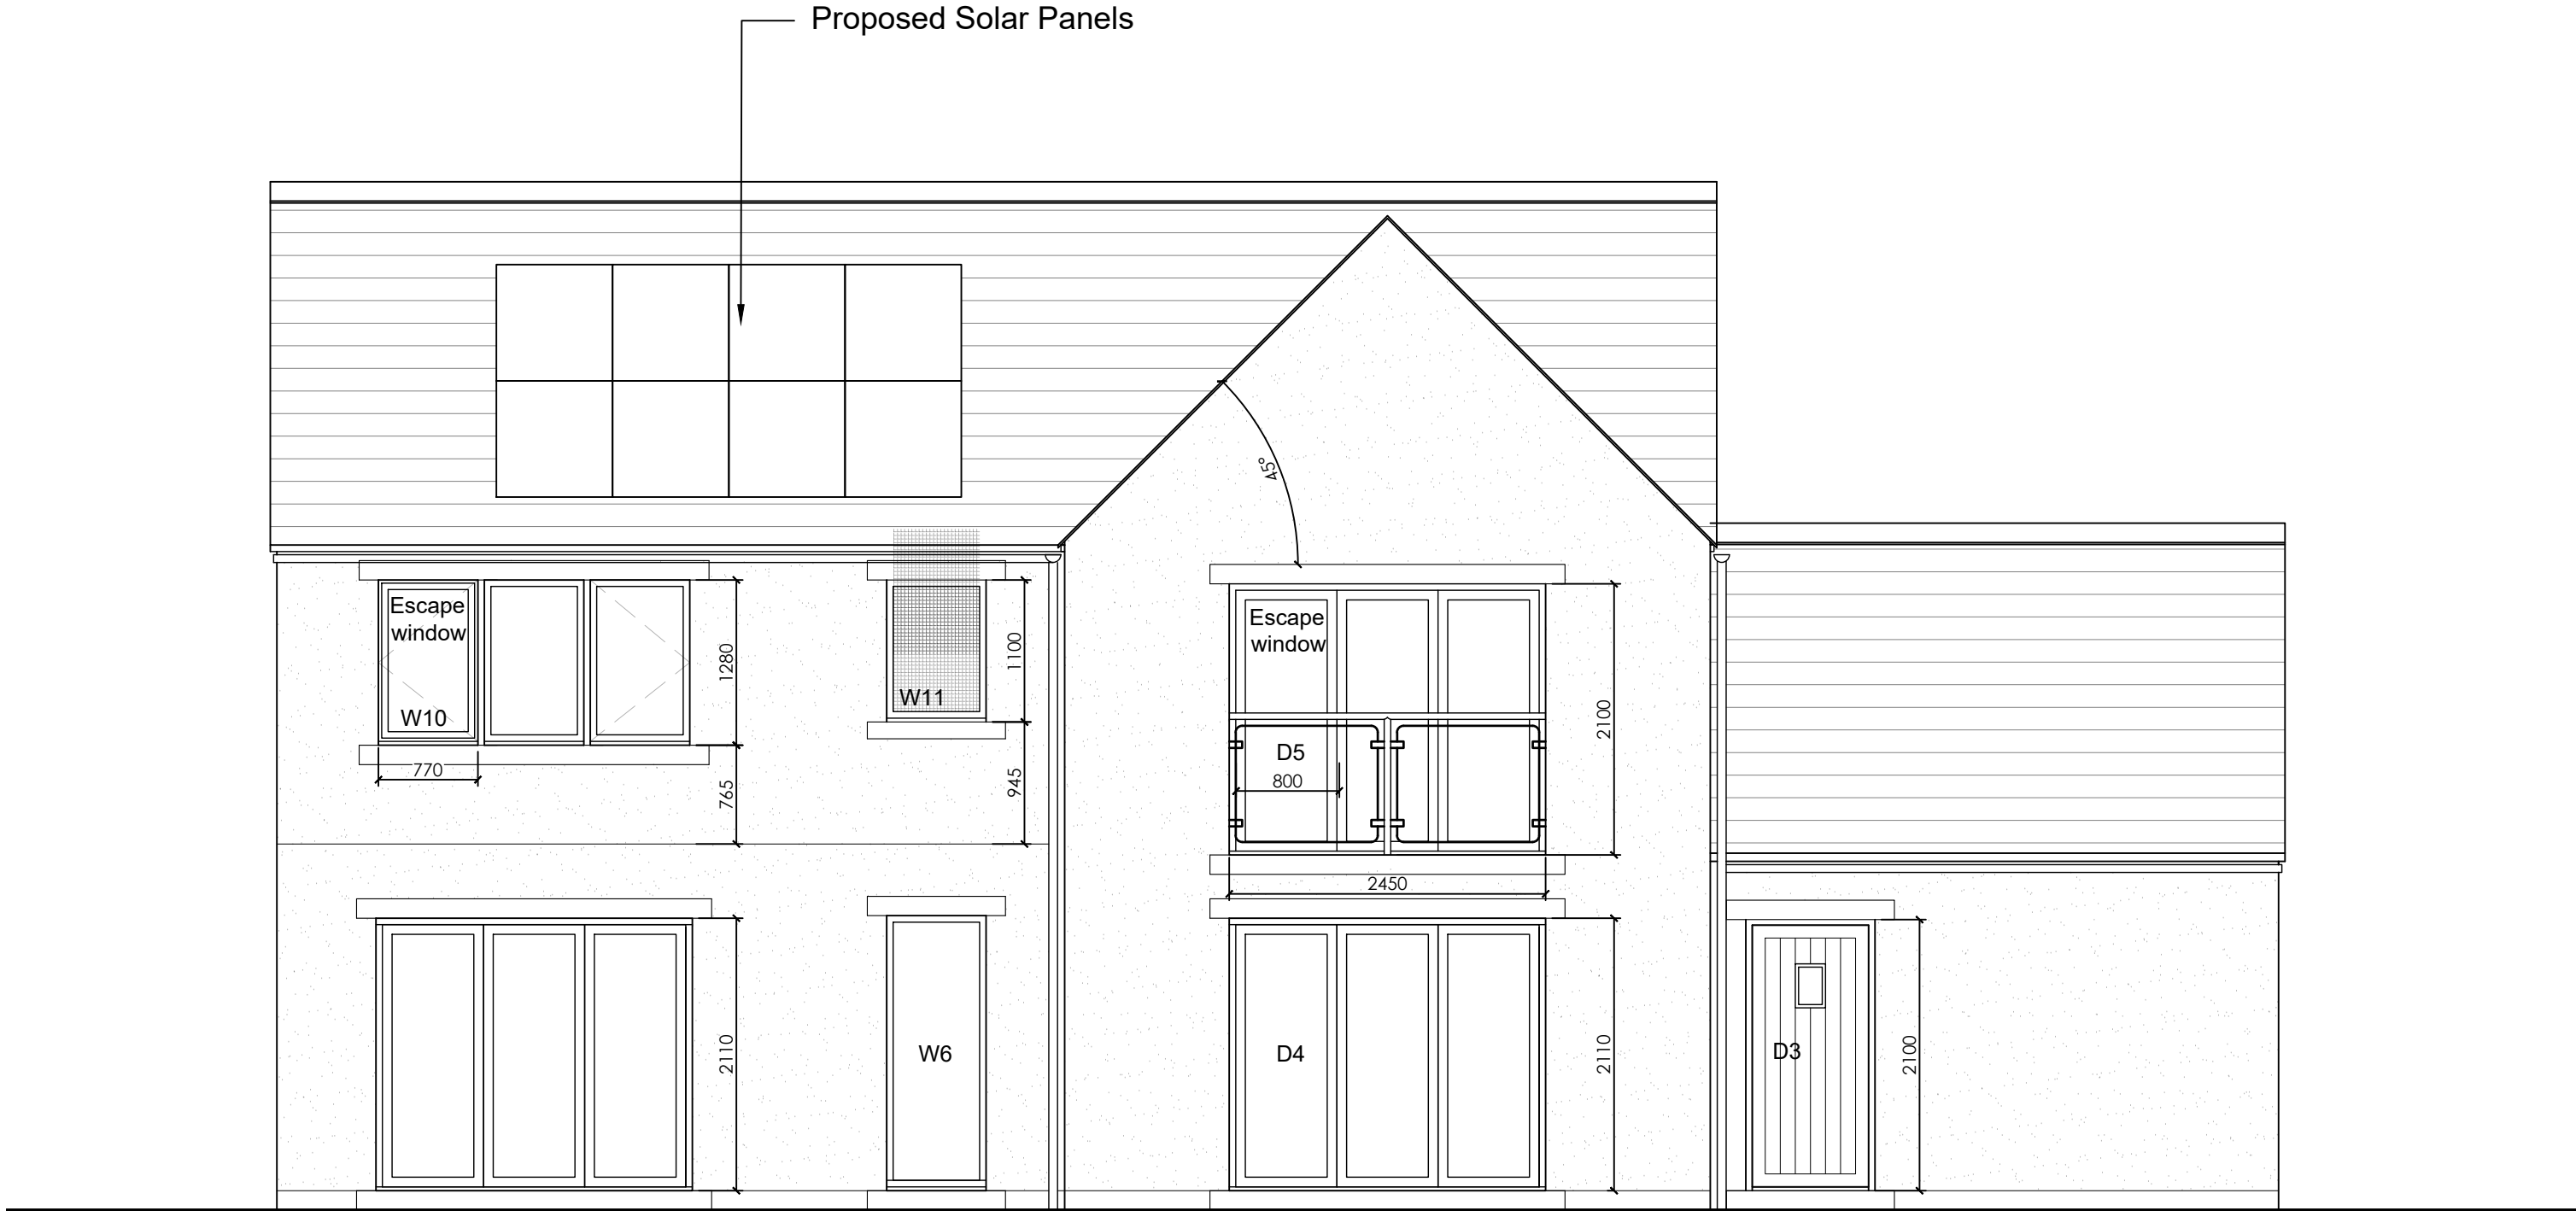 Proposed Solar Panels
45°
Escape
window
W10
770
1280
765
W11
1100
945
Escape
window
D5
800
2100
2450
2110
W6
D4
2110
D3
2100